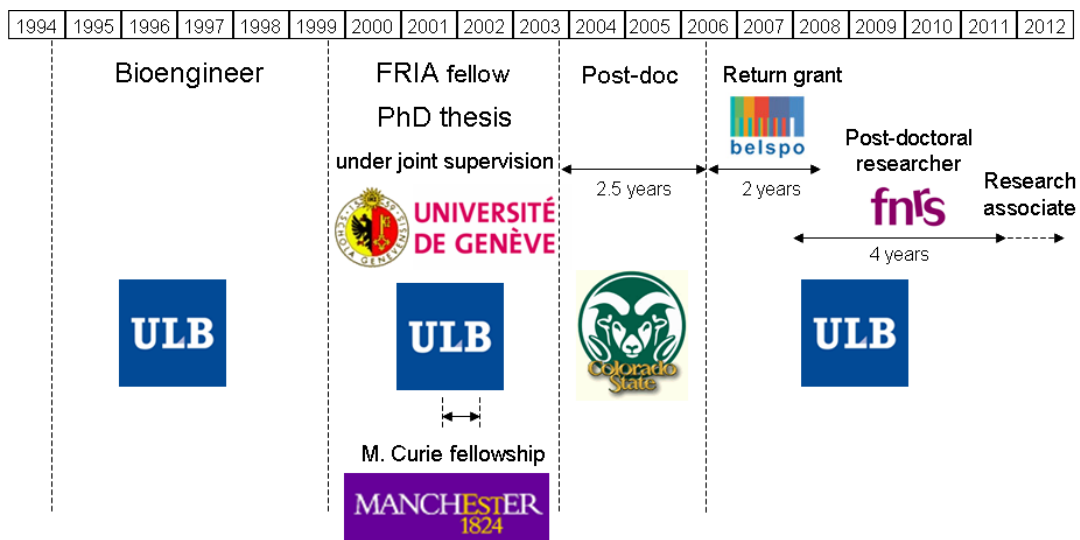 1994 1995 1996 1997 1998 1999 2000 2001 2002 2003 2004 2005 2006 2007 2008 2009 2010 2011 2012
Bioengineer
FRIA fellow
PhD thesis
under joint supervision
UNIVERSITÉ
DE GENÈVE
SCHOLA GENEVENSIS 1559
ULB
ULB
M. Curie fellowship
MANCHESTER
1824
Post-doc
2.5 years
Colorado
State
Return grant
belspo
2 years
Post-doctoral
researcher
fnrs
4 years
Research
associate
ULB